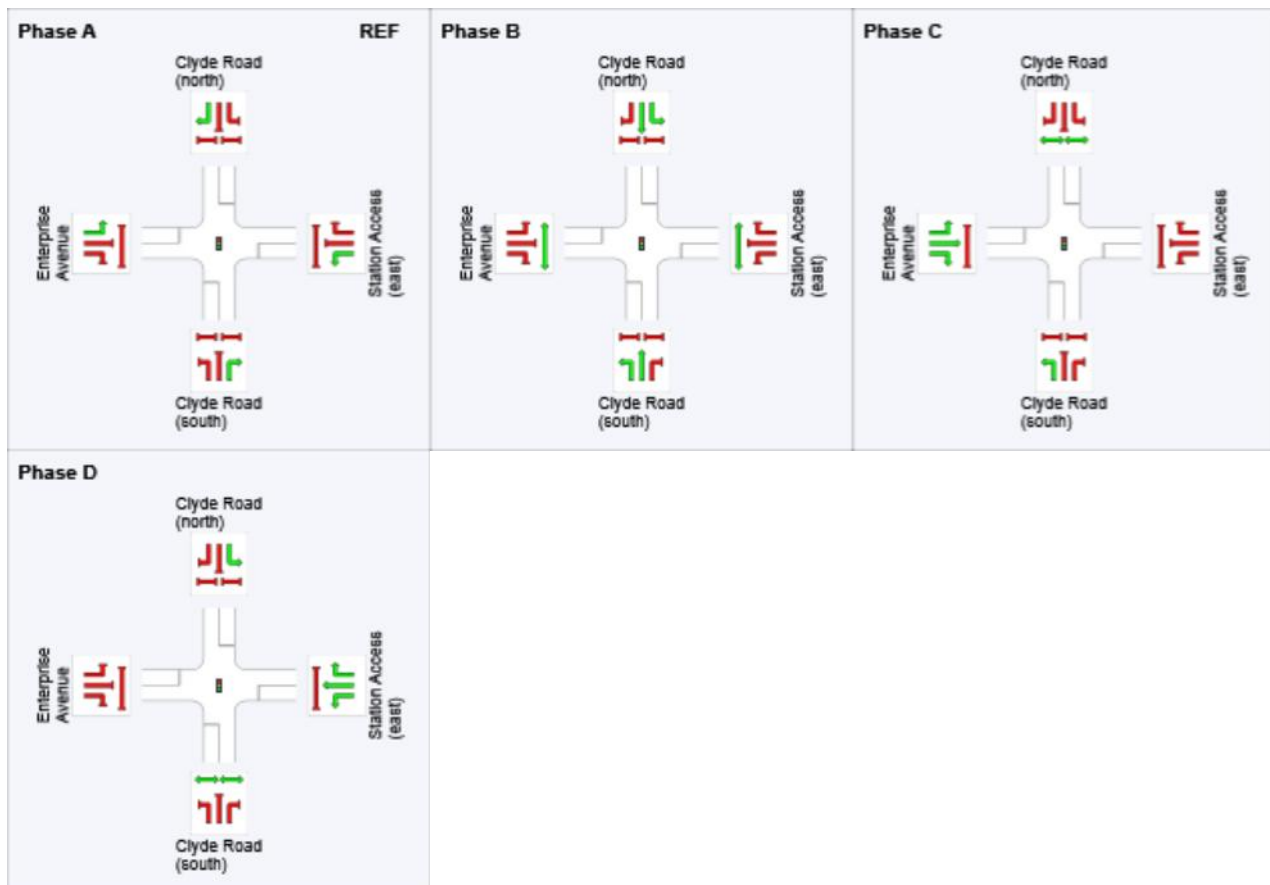 Phase A
REF
Clyde Road
(north)
Enterprise
Avenue
Station Access
(east)
Clyde Road
(south)
Phase B
Clyde Road
(north)
Enterprise
Avenue
Station Access
(east)
Clyde Road
(south)
Phase C
Clyde Road
(north)
Enterprise
Avenue
Station Access
(east)
Clyde Road
(south)
Phase D
Clyde Road
(north)
Enterprise
Avenue
Station Access
(east)
Clyde Road
(south)